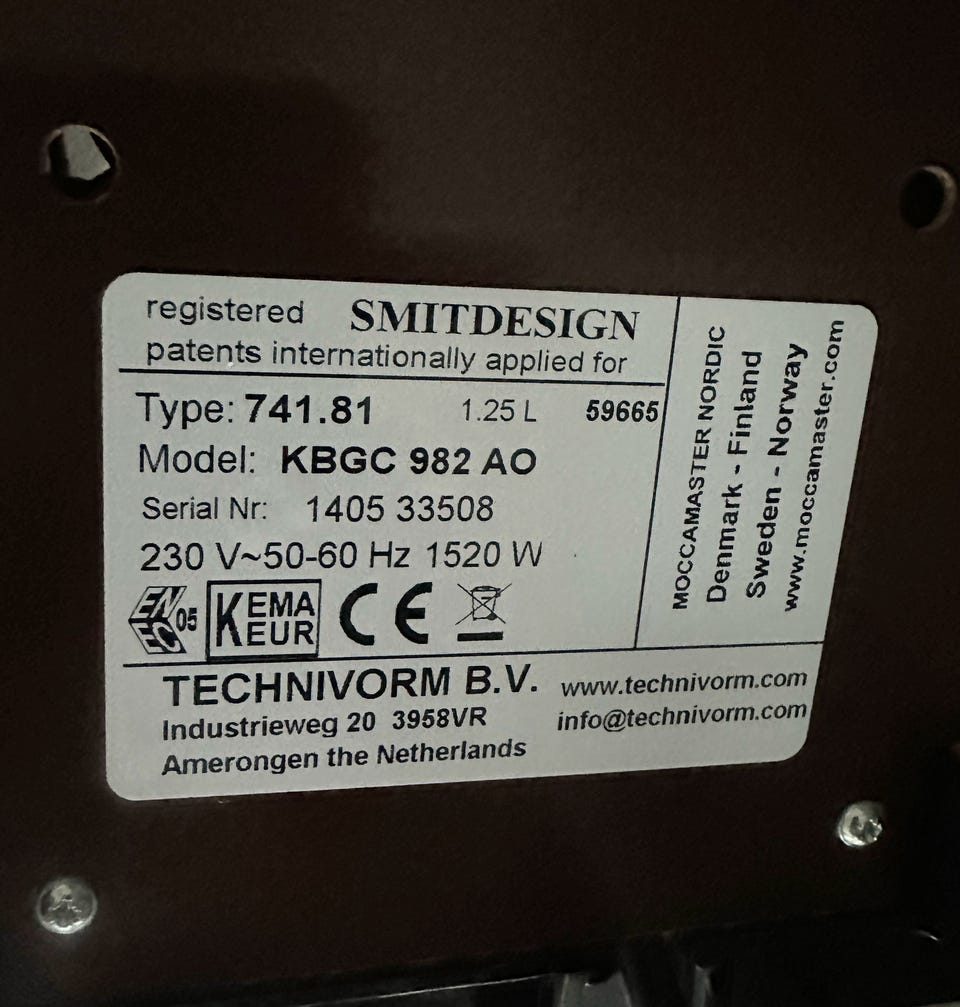 registered SMITDESIGN
patents internationally applied for
Type: 741.81 1.25 L 59665
Model: KBGC 982 AO
Serial Nr: 1405 33508
230 V~50-60 Hz 1520 W
EN EC 05 KEMA KEUR CE
MOCCAMASTER NORDIC
Denmark - Finland
Sweden - Norway
www.moccamaster.com
TECHNIVORM B.V. www.technivorm.com
Industrieweg 20 3958VR info@technivorm.com
Amerongen the Netherlands